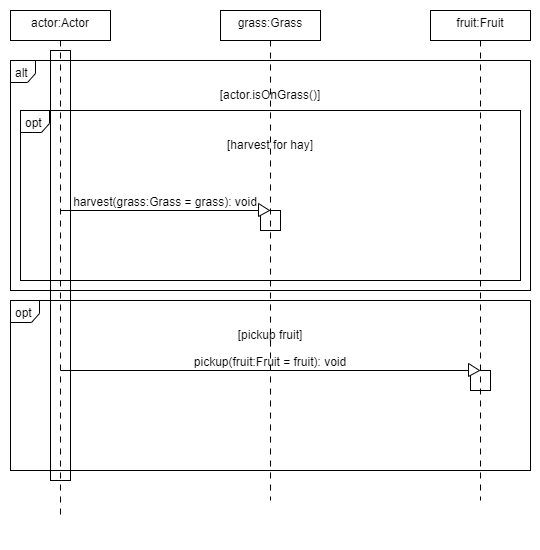 actor:Actor
grass:Grass
fruit:Fruit
alt
[actor.isOnGrass()]
opt
[harvest for hay]
harvest(grass:Grass = grass): void
opt
[pickup fruit]
pickup(fruit:Fruit = fruit): void